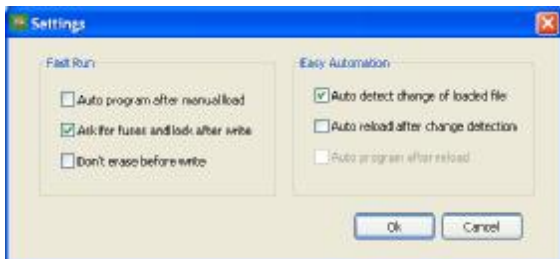 Settings
Fast Run
Auto program after manual load
Ask for fuses and lock after write
Don't erase before write
Easy Automation
Auto detect change of loaded file
Auto reload after change detection
Auto program after reload
Ok
Cancel